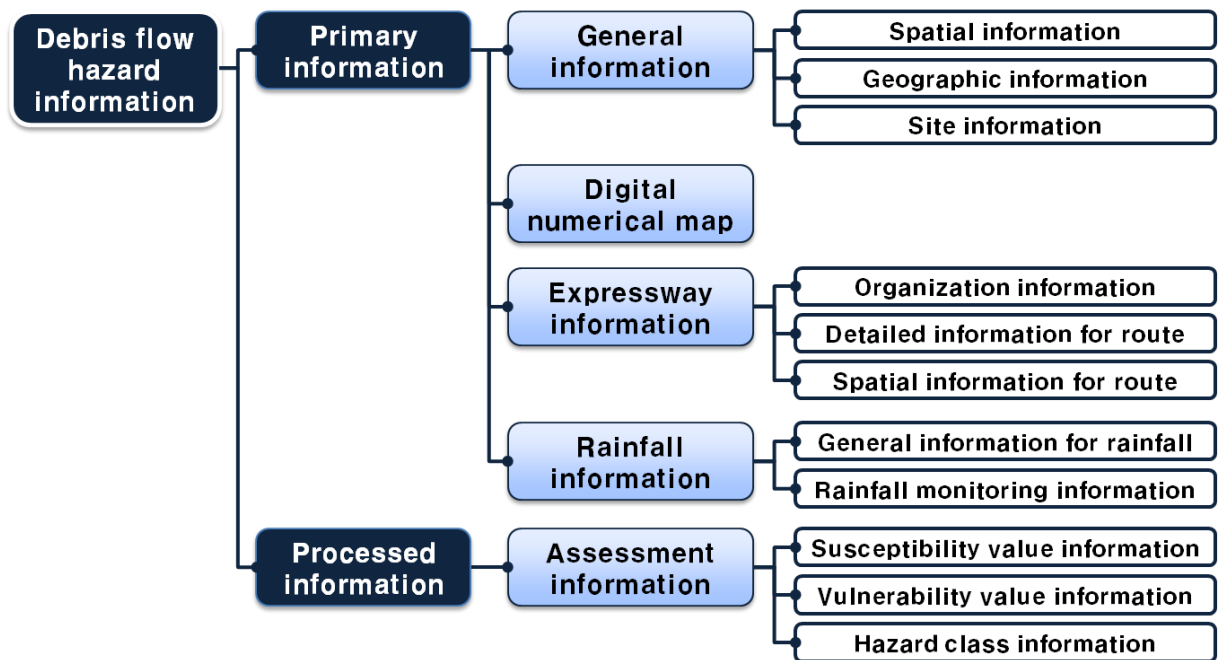 Debris flow
hazard
information
Primary
information
General
information
Spatial information
Geographic information
Site information
Digital
numerical map
Expressway
information
Organization information
Detailed information for route
Spatial information for route
Rainfall
information
General information for rainfall
Rainfall monitoring information
Processed
information
Assessment
information
Susceptibility value information
Vulnerability value information
Hazard class information